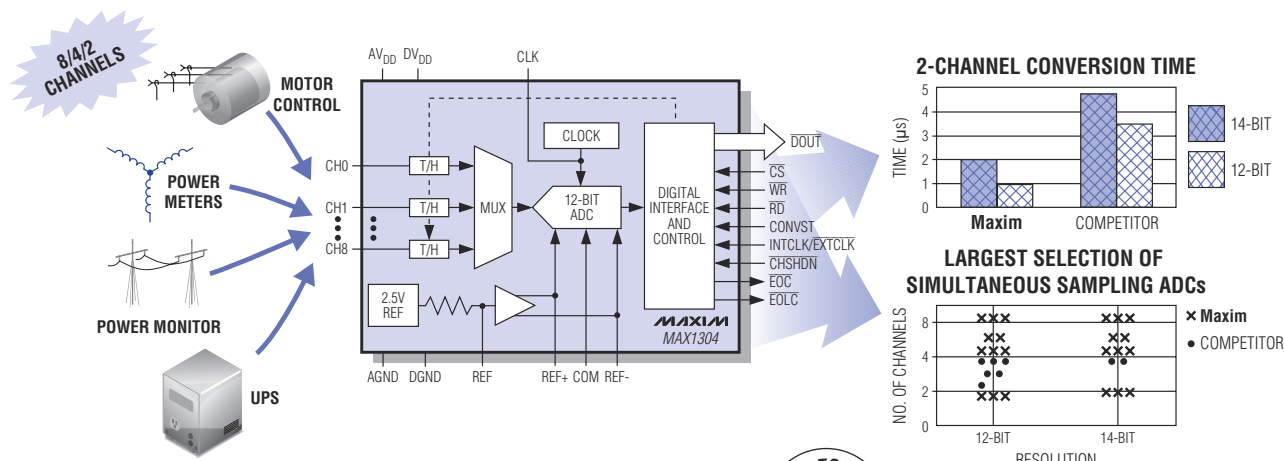 8/4/2
CHANNELS
MOTOR
CONTROL
POWER
METERS
POWER MONITOR
UPS
AVDD DVDD
CLK
CH0
CH1
CH8
T/H
T/H
T/H
MUX
CLOCK
12-BIT
ADC
2.5V
REF
DIGITAL
INTERFACE
AND
CONTROL
MAXIM
MAX1304
DOUT
CS
WR
RD
CONVST
INTCLK/EXTCLK
CHSHDN
EOC
EOLC
AGND DGND REF REF+ COM REF-
2-CHANNEL CONVERSION TIME
TIME (µs)
5
4
3
2
1
0
Maxim COMPETITOR
14-BIT
12-BIT
LARGEST SELECTION OF
SIMULTANEOUS SAMPLING ADCs
NO. OF CHANNELS
8
4
2
0
12-BIT 14-BIT
RESOLUTION
× Maxim
• COMPETITOR